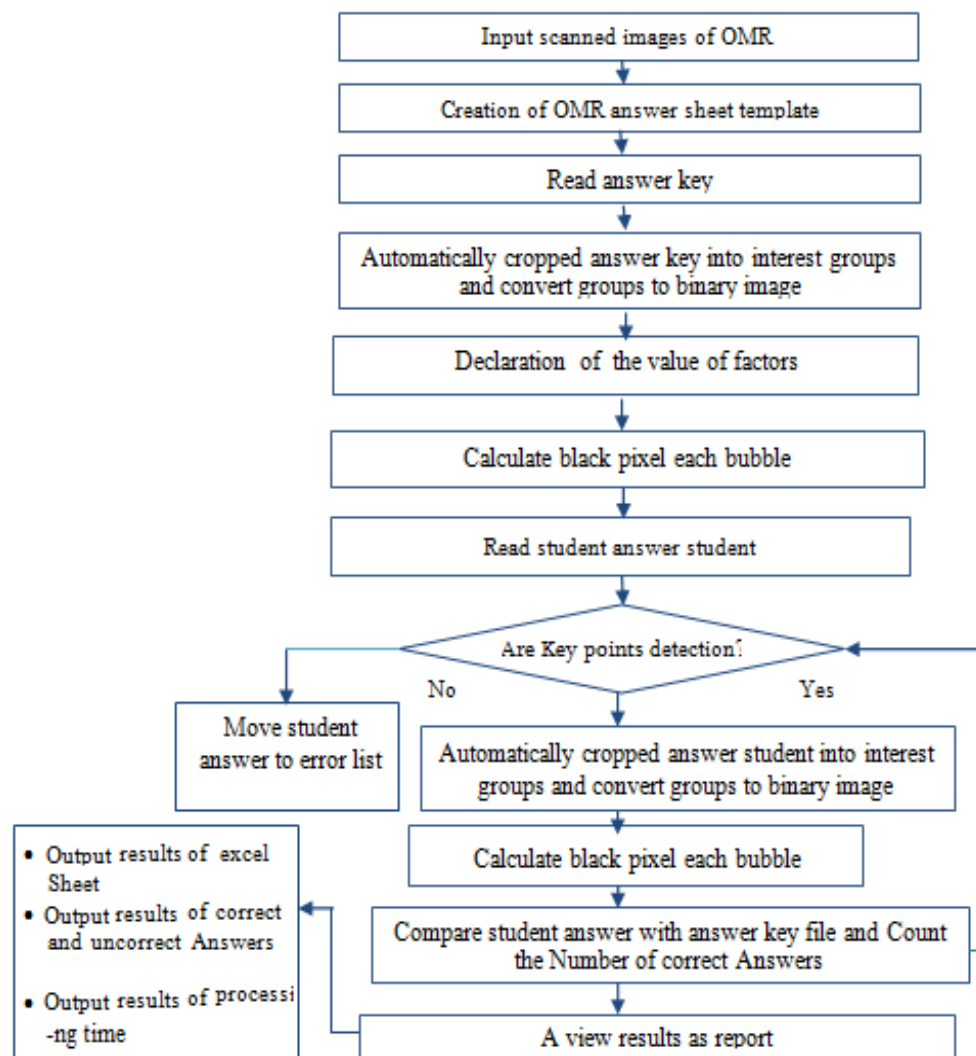 Input scanned images of OMR
Creation of OMR answer sheet template
Read answer key
Automatically cropped answer key into interest groups
and convert groups to binary image
Declaration of the value of factors
Calculate black pixel each bubble
Read student answer student
Are Key points detection?
No
Yes
Move student
answer to error list
Automatically cropped answer student into interest
groups and convert groups to binary image
Calculate black pixel each bubble
Compare student answer with answer key file and Count
the Number of correct Answers
A view results as report
• Output results of excel
Sheet
• Output results of correct
and uncorrect Answers
• Output results of processi
-ng time